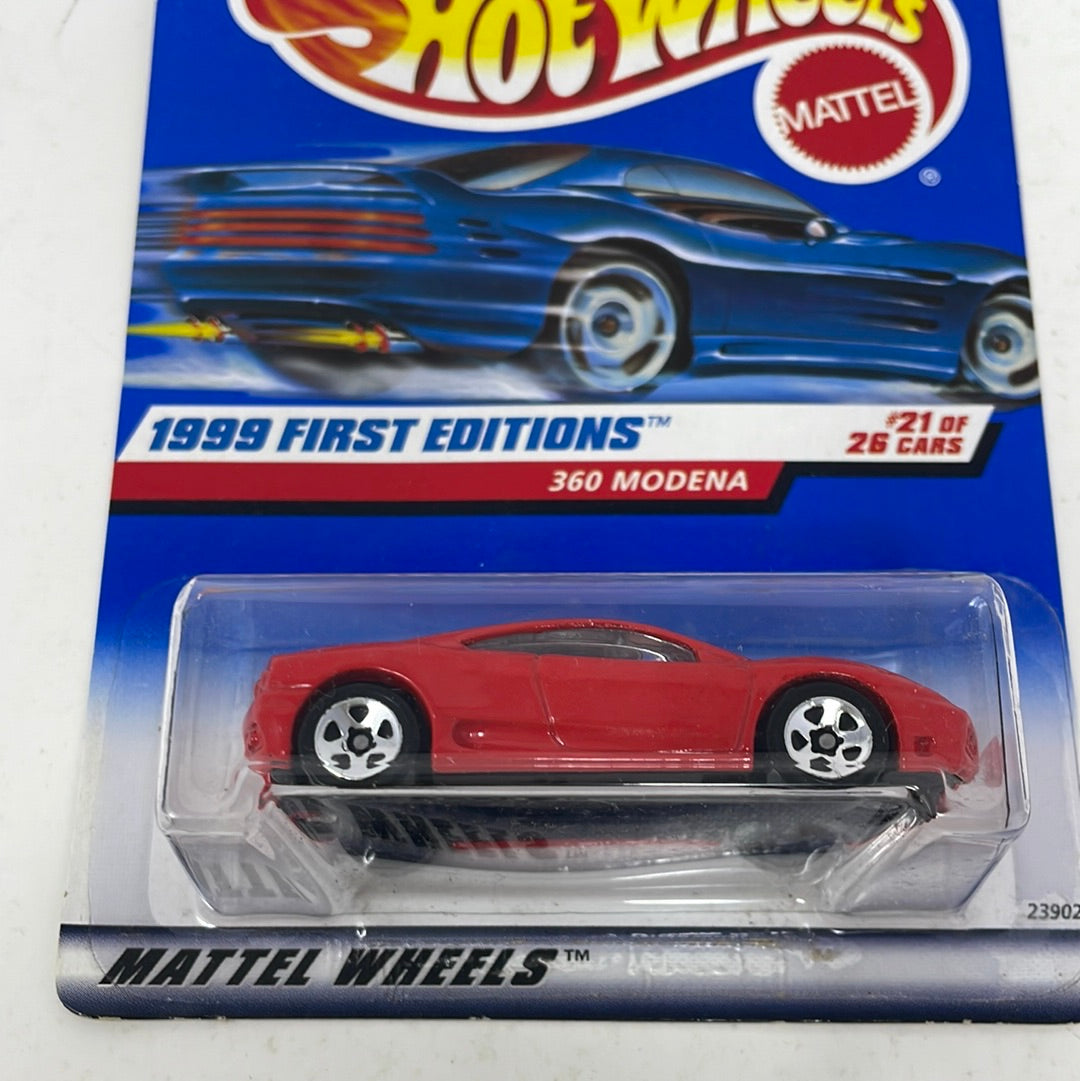 HOT WHEELS
MATTEL
®
1999 FIRST EDITIONS™
#21 OF
26 CARS
360 MODENA
23902
MATTEL WHEELS™